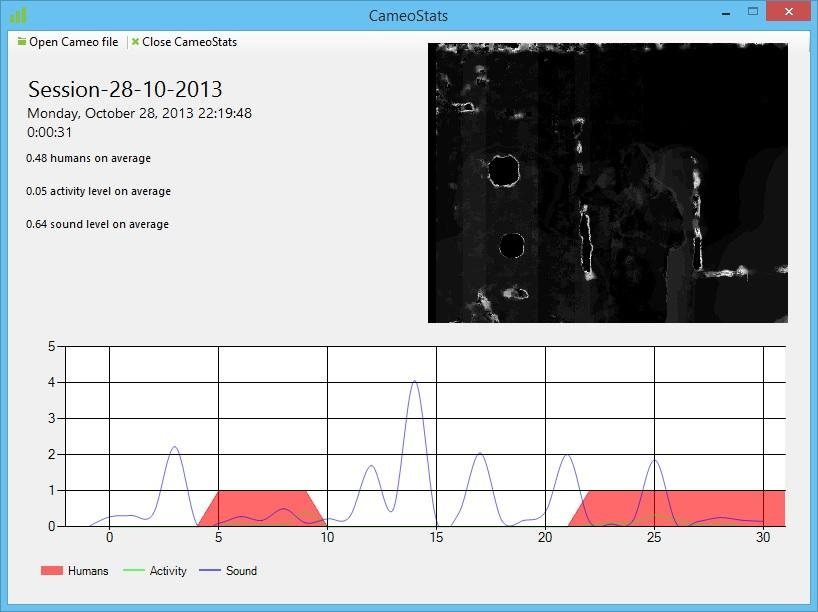 CameoStats
Open Cameo file
Close CameoStats
Session-28-10-2013
Monday, October 28, 2013 22:19:48
0:00:31
0.48 humans on average
0.05 activity level on average
0.64 sound level on average
5
4
3
2
1
0
0 5 10 15 20 25 30
Humans Activity Sound